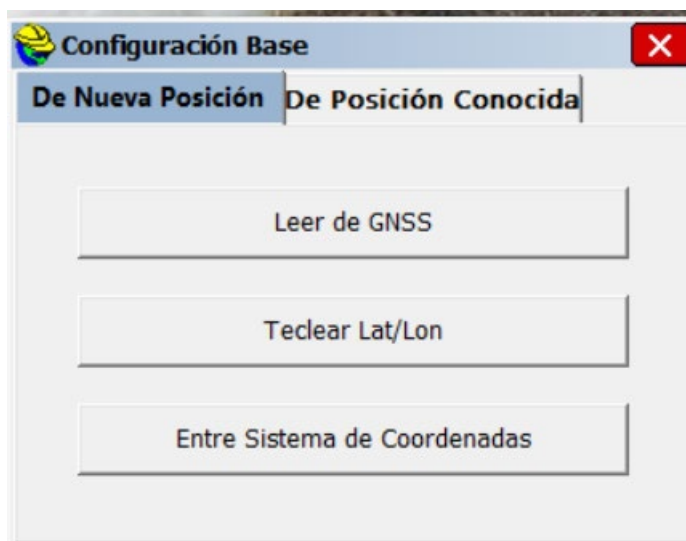 Configuración Base
De Nueva Posición De Posición Conocida
Leer de GNSS
Teclear Lat/Lon
Entre Sistema de Coordenadas